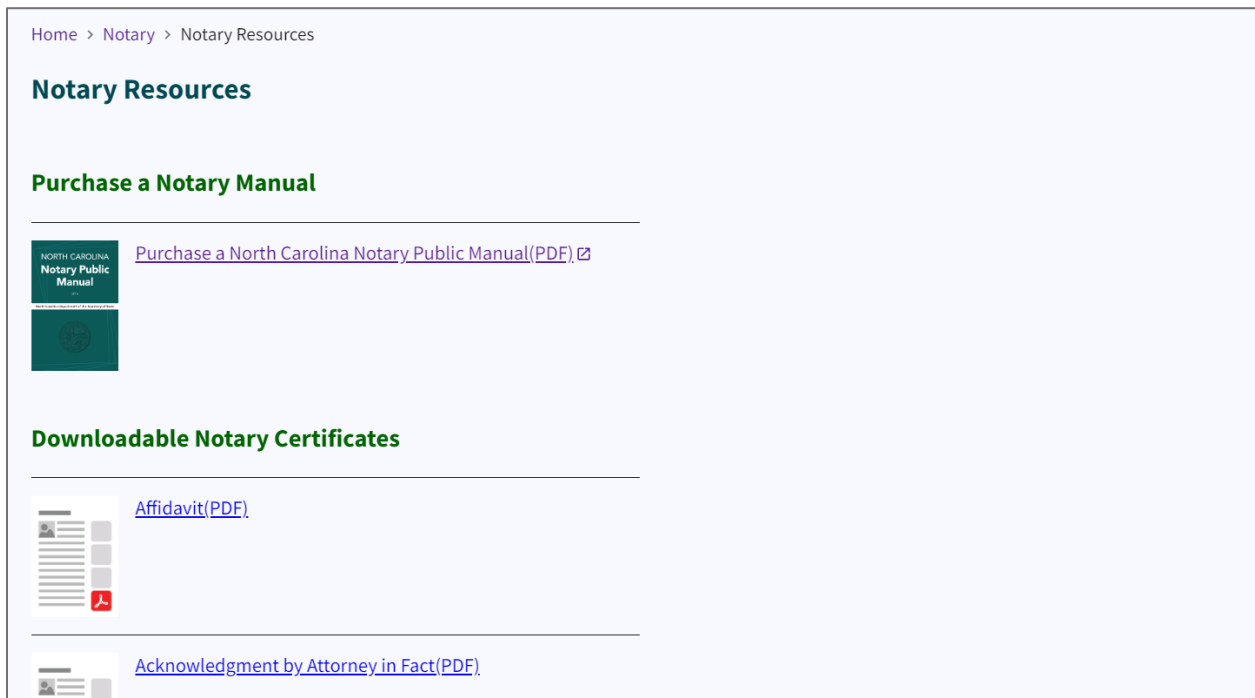 Home > Notary > Notary Resources
Notary Resources
Purchase a Notary Manual
NORTH CAROLINA
Notary Public
Manual
Purchase a North Carolina Notary Public Manual(PDF)
Downloadable Notary Certificates
Affidavit(PDF)
Acknowledgment by Attorney in Fact(PDF)